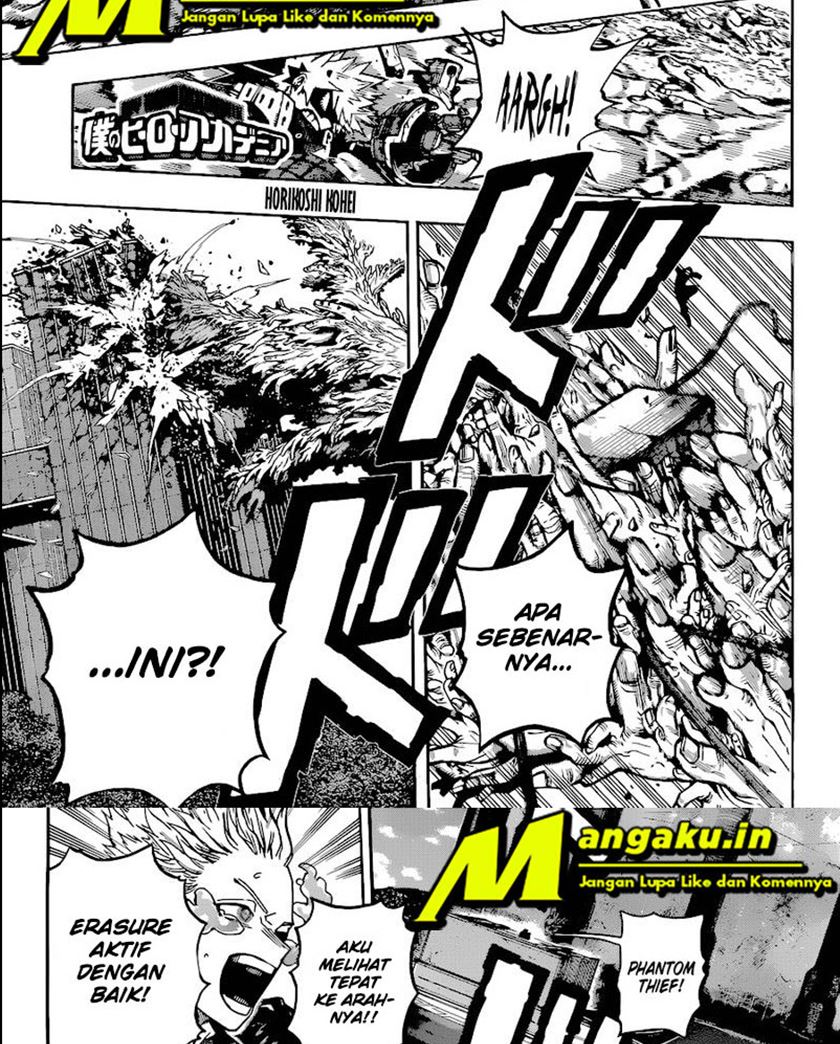 Jangan Lupa Like dan Komennya
AARGH!
僕のヒーローアカデミア
HORIKOSHI KOHEI
ドドド
APA
SEBENAR-
NYA...
ドドド
...INI?!
Mangaku.in
Jangan Lupa Like dan Komennya
PHANTOM
THIEF!
AKU
MELIHAT
TEPAT
KE ARAH-
NYA!!
ERASURE
AKTIF
DENGAN
BAIK!